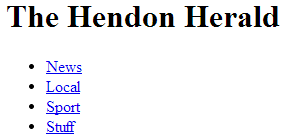 The Hendon Herald
News
Local
Sport
Stuff